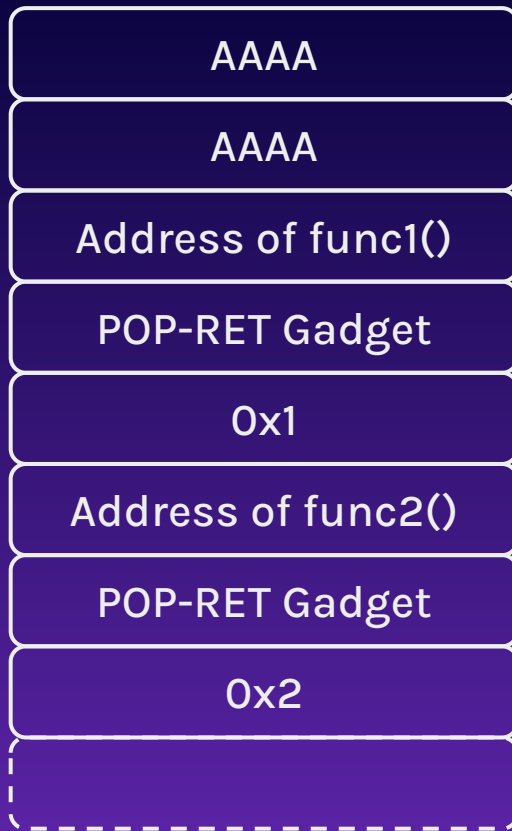 AAAA
AAAA
Address of func1()
POP-RET Gadget
0x1
Address of func2()
POP-RET Gadget
0x2